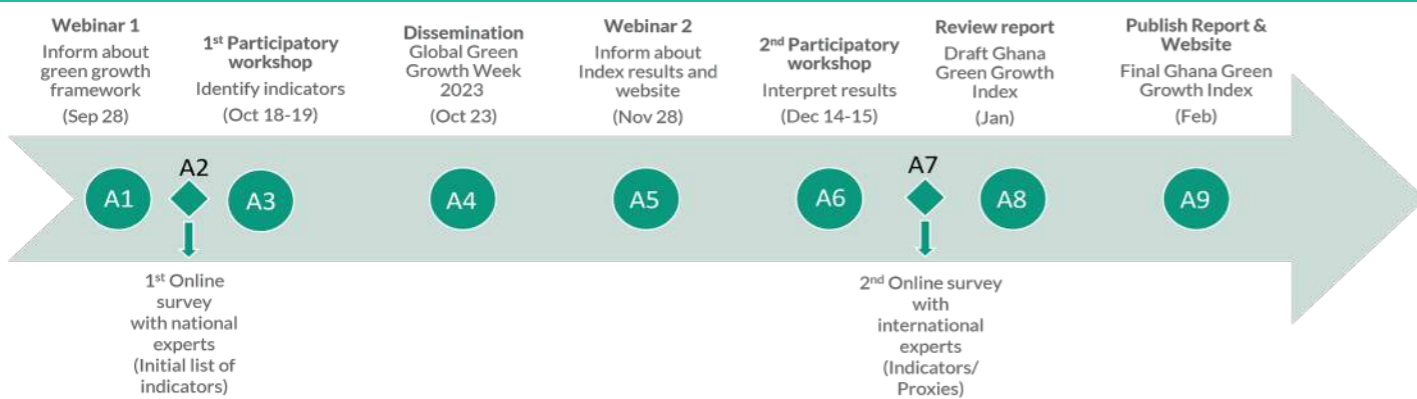 Webinar 1
Inform about
green growth
framework
(Sep 28)
1st Participatory
workshop
Identify indicators
(Oct 18-19)
Dissemination
Global Green
Growth Week
2023
(Oct 23)
Webinar 2
Inform about
Index results and
website
(Nov 28)
2nd Participatory
workshop
Interpret results
(Dec 14-15)
Review report
Draft Ghana
Green Growth
Index
(Jan)
Publish Report &
Website
Final Ghana Green
Growth Index
(Feb)
A1
A2
A3
A4
A5
A6
A7
A8
A9
1st Online
survey
with national
experts
(Initial list of
indicators)
2nd Online survey
with
international
experts
(Indicators/
Proxies)